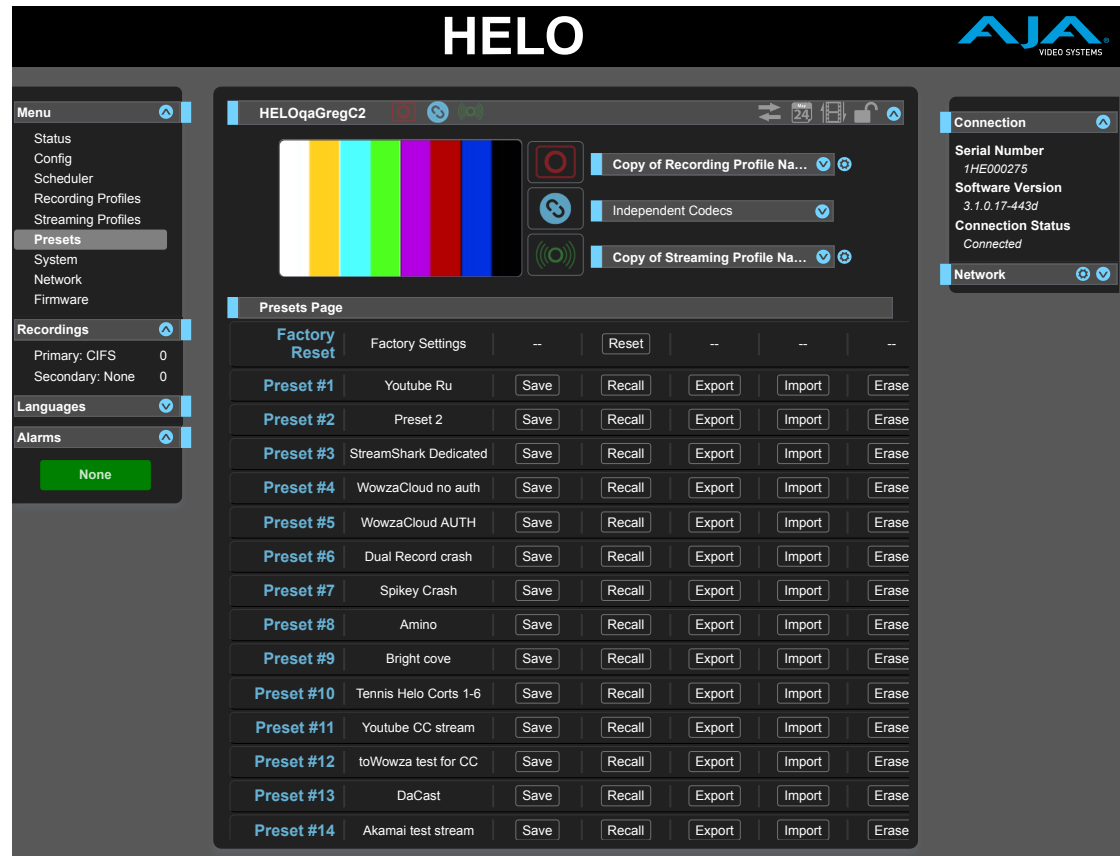 HELO
AJA
VIDEO SYSTEMS
Menu
Status
Config
Scheduler
Recording Profiles
Streaming Profiles
Presets
System
Network
Firmware
Recordings
Primary: CIFS 0
Secondary: None 0
Languages
Alarms
None
HELOqaGregC2
May
24
Copy of Recording Profile Na...
Independent Codecs
Copy of Streaming Profile Na...
Presets Page
Factory Reset Factory Settings -- Reset -- -- --
Preset #1 Youtube Ru Save Recall Export Import Erase
Preset #2 Preset 2 Save Recall Export Import Erase
Preset #3 StreamShark Dedicated Save Recall Export Import Erase
Preset #4 WowzaCloud no auth Save Recall Export Import Erase
Preset #5 WowzaCloud AUTH Save Recall Export Import Erase
Preset #6 Dual Record crash Save Recall Export Import Erase
Preset #7 Spikey Crash Save Recall Export Import Erase
Preset #8 Amino Save Recall Export Import Erase
Preset #9 Bright cove Save Recall Export Import Erase
Preset #10 Tennis Helo Corts 1-6 Save Recall Export Import Erase
Preset #11 Youtube CC stream Save Recall Export Import Erase
Preset #12 toWowza test for CC Save Recall Export Import Erase
Preset #13 DaCast Save Recall Export Import Erase
Preset #14 Akamai test stream Save Recall Export Import Erase
Connection
Serial Number
1HE000275
Software Version
3.1.0.17-443d
Connection Status
Connected
Network